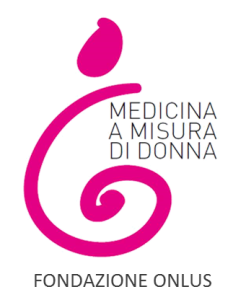 MEDICINA
A MISURA
DI DONNA
FONDAZIONE ONLUS